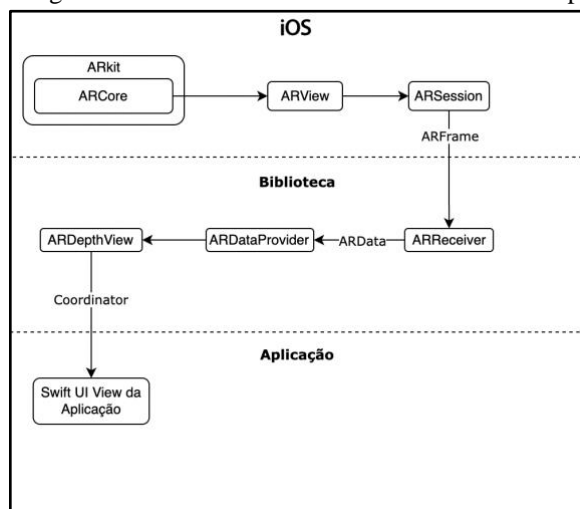 iOS
ARkit
ARCore
ARView
ARSession
ARFrame
Biblioteca
ARDepthView
ARDataProvider
ARData
ARReceiver
Coordinator
Aplicação
Swift UI View da
Aplicação